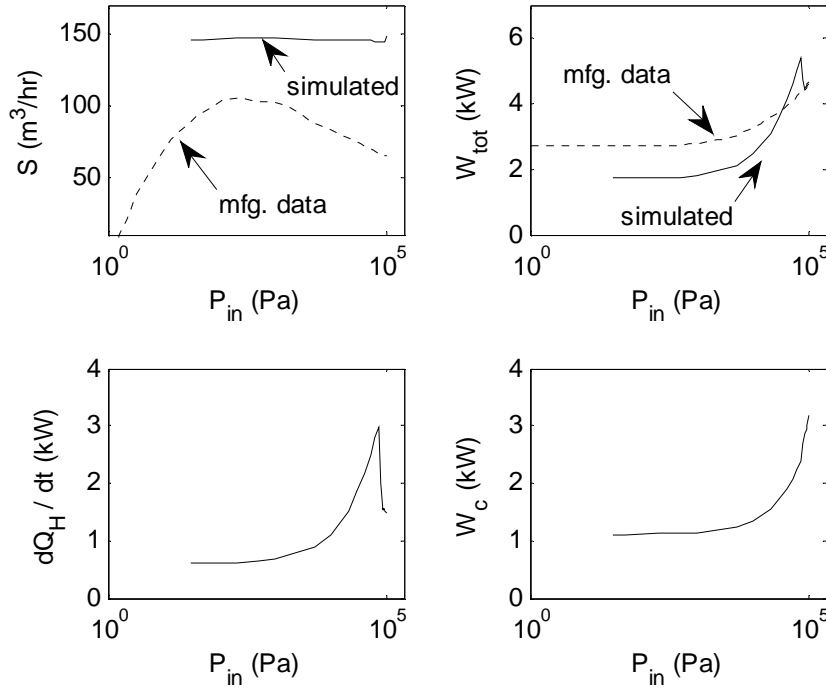 150
100
50
S (m³/hr)
simulated
mfg. data
10⁰
10⁵
P_in (Pa)
6
4
2
0
W_tot (kW)
mfg. data
simulated
10⁰
10⁵
P_in (Pa)
4
3
2
1
0
dQ_H / dt (kW)
10⁰
10⁵
P_in (Pa)
4
3
2
1
0
W_c (kW)
10⁰
10⁵
P_in (Pa)